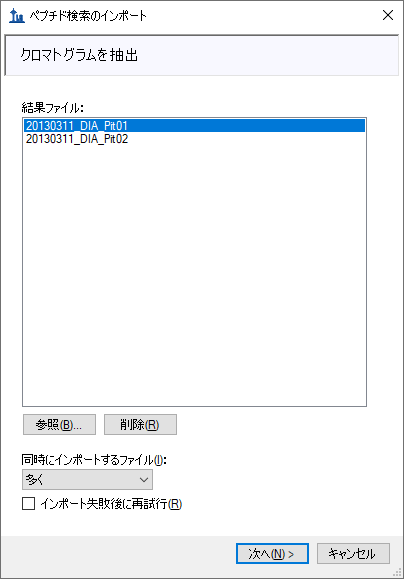 ペプチド検索のインポート
クロマトグラムを抽出
結果ファイル:
20130311_DIA_Pit01
20130311_DIA_Pit02
参照(B)... 削除(R)
同時にインポートするファイル(I):
多く
インポート失敗後に再試行(R)
次へ(N) > キャンセル